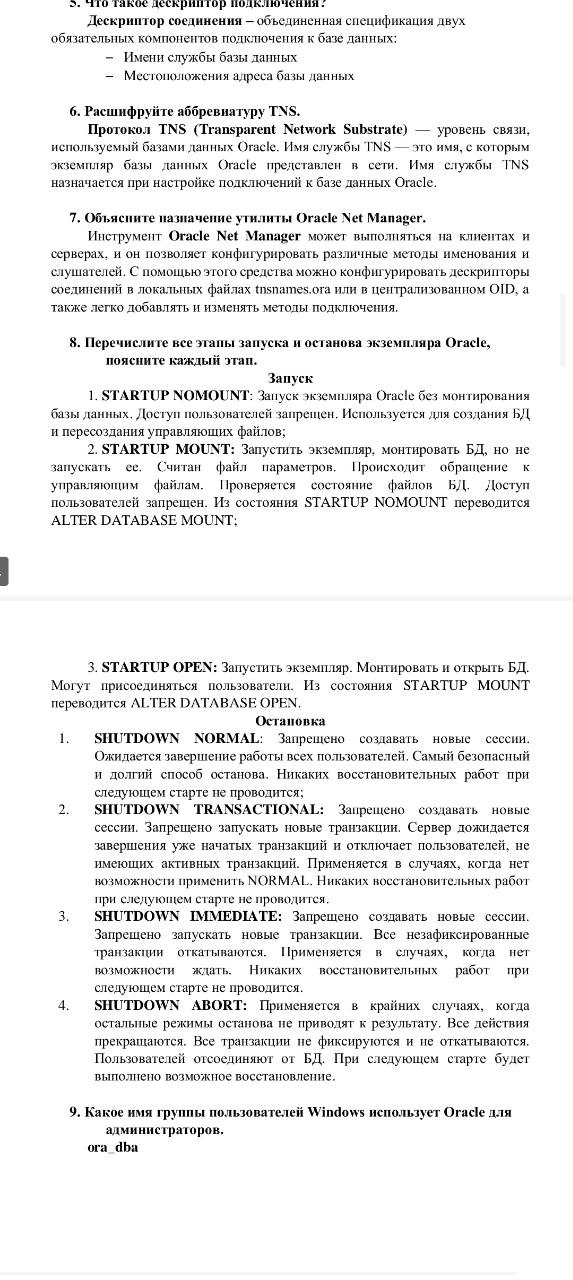 5. Что такое дескриптор подключения?
Дескриптор соединения – объединенная спецификация двух
обязательных компонентов подключения к базе данных:
– Имени службы базы данных
– Местоположения адреса базы данных
6. Расшифруйте аббревиатуру TNS.
Протокол TNS (Transparent Network Substrate) — уровень связи,
используемый базами данных Oracle. Имя службы TNS — это имя, с которым
экземпляр базы данных Oracle представлен в сети. Имя службы TNS
назначается при настройке подключений к базе данных Oracle.
7. Объясните назначение утилиты Oracle Net Manager.
Инструмент Oracle Net Manager может выполняться на клиентах и
серверах, и он позволяет конфигурировать различные методы именования и
слушателей. С помощью этого средства можно конфигурировать дескрипторы
соединений в локальных файлах tnsnames.ora или в централизованном OID, а
также легко добавлять и изменять методы подключения.
8. Перечислите все этапы запуска и останова экземпляра Oracle,
поясните каждый этап.
Запуск
1. STARTUP NOMOUNT: Запуск экземпляра Oracle без монтирования
базы данных. Доступ пользователей запрещен. Используется для создания БД
и пересоздания управляющих файлов;
2. STARTUP MOUNT: Запустить экземпляр, монтировать БД, но не
запускать ее. Считан файл параметров. Происходит обращение к
управляющим файлам. Проверяется состояние файлов БД. Доступ
пользователей запрещен. Из состояния STARTUP NOMOUNT переводится
ALTER DATABASE MOUNT;
3. STARTUP OPEN: Запустить экземпляр. Монтировать и открыть БД.
Могут присоединяться пользователи. Из состояния STARTUP MOUNT
переводится ALTER DATABASE OPEN.
Остановка
1. SHUTDOWN NORMAL: Запрещено создавать новые сессии.
Ожидается завершение работы всех пользователей. Самый безопасный
и долгий способ останова. Никаких восстановительных работ при
следующем старте не проводится;
2. SHUTDOWN TRANSACTIONAL: Запрещено создавать новые
сессии. Запрещено запускать новые транзакции. Сервер дожидается
завершения уже начатых транзакций и отключает пользователей, не
имеющих активных транзакций. Применяется в случаях, когда нет
возможности применить NORMAL. Никаких восстановительных работ
при следующем старте не проводится.
3. SHUTDOWN IMMEDIATE: Запрещено создавать новые сессии.
Запрещено запускать новые транзакции. Все незафиксированные
транзакции откатываются. Применяется в случаях, когда нет
возможности ждать. Никаких восстановительных работ при
следующем старте не проводится.
4. SHUTDOWN ABORT: Применяется в крайних случаях, когда
остальные режимы останова не приводят к результату. Все действия
прекращаются. Все транзакции не фиксируются и не откатываются.
Пользователей отсоединяют от БД. При следующем старте будет
выполнено возможное восстановление.
9. Какое имя группы пользователей Windows использует Oracle для
администраторов.
ora_dba